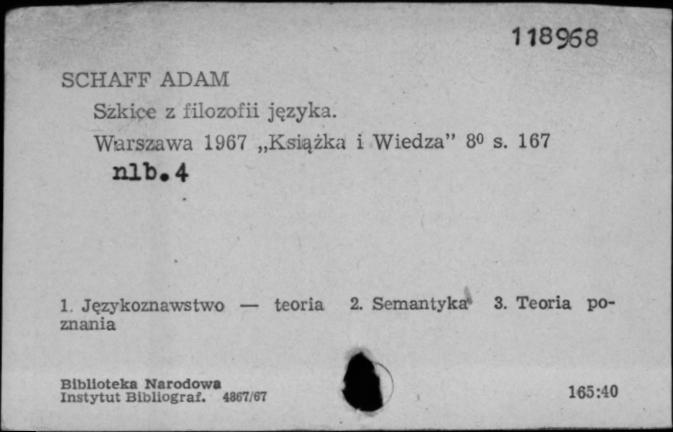 118968
SCHAFF ADAM
Szkice z filozofii języka.
Warszawa 1967 „Książka i Wiedza” 8⁰ s. 167
nlb. 4
1. Językoznawstwo — teoria 2. Semantyka 3. Teoria po-
znania
Biblioteka Narodowa
Instytut Bibliograf. 4867/67
165:40